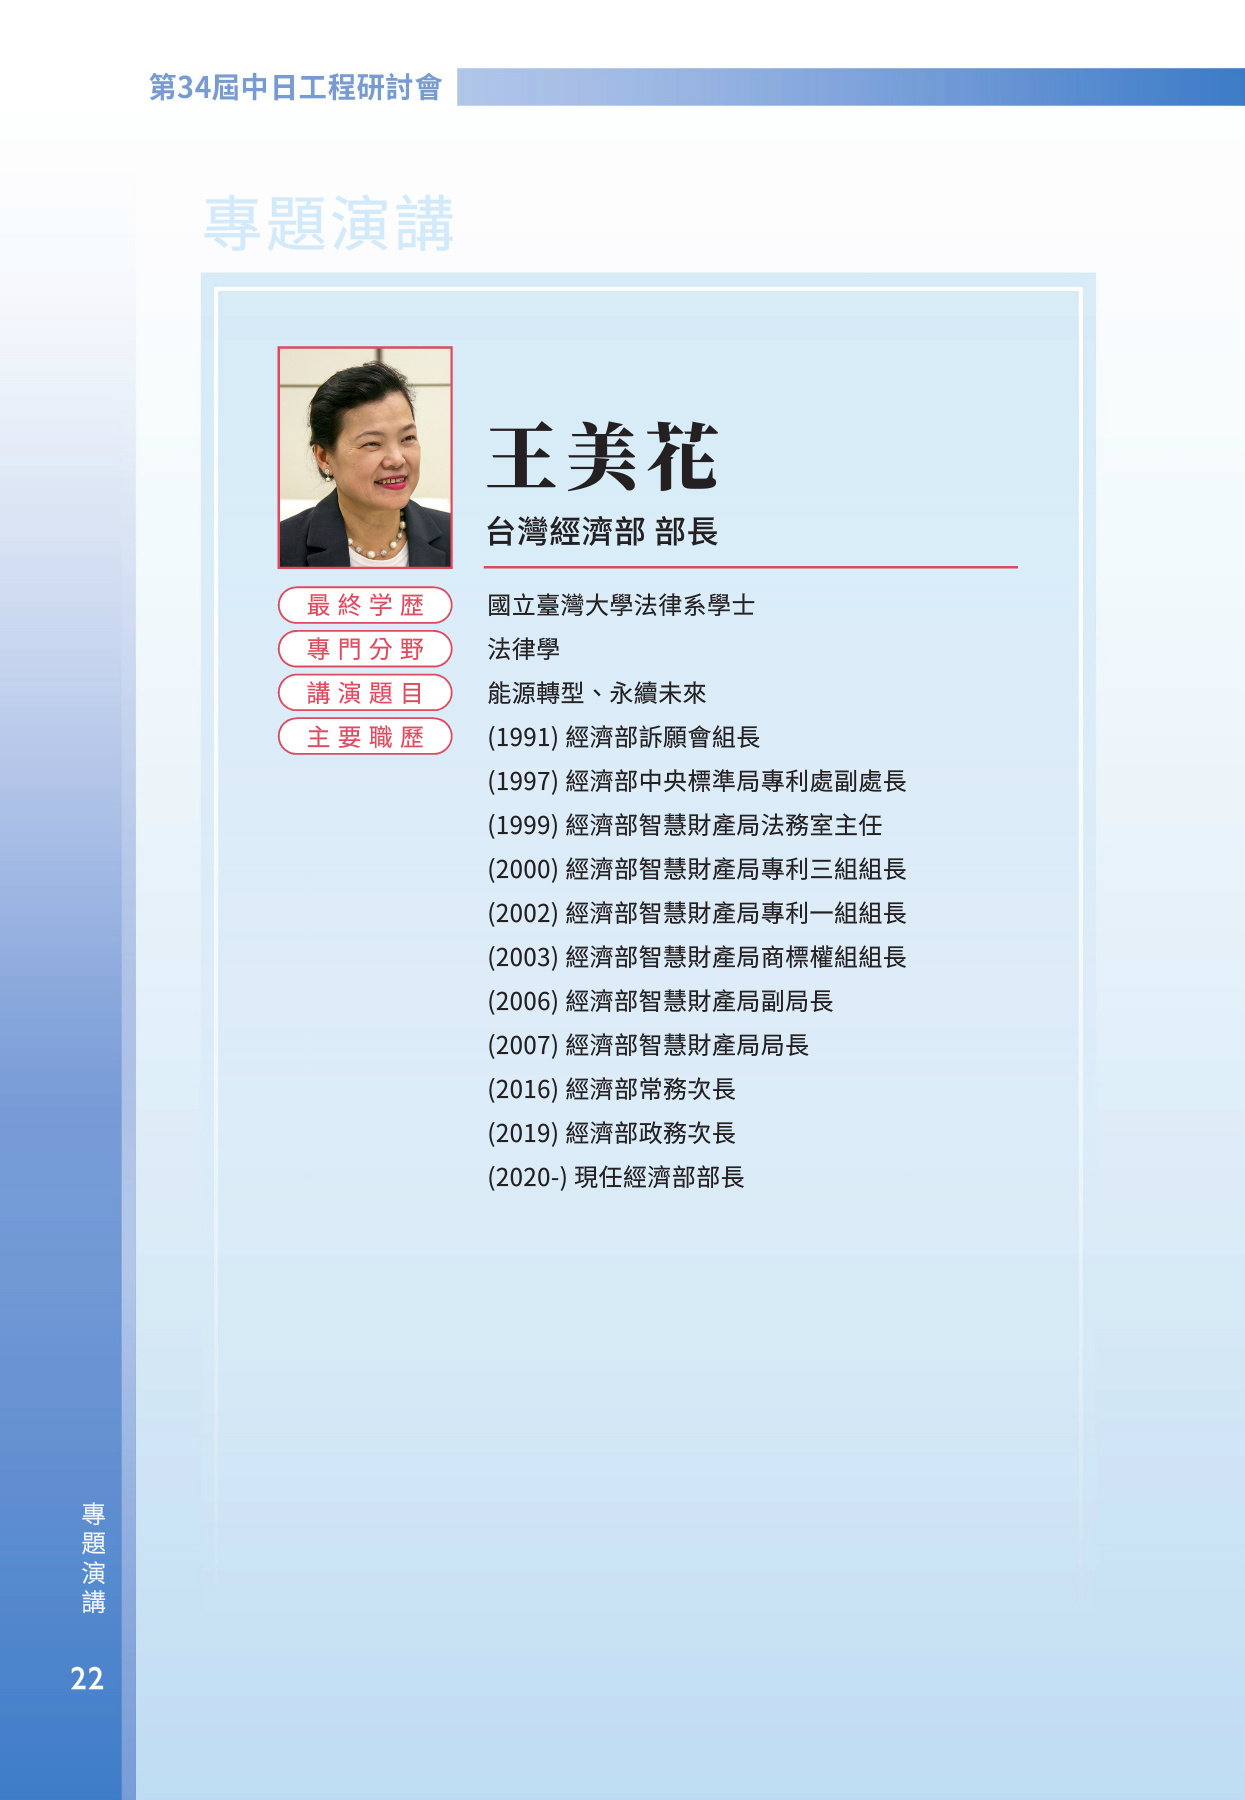 第34屆中日工程研討會
專題演講
王美花
台灣經濟部 部長
最終学歴
國立臺灣大學法律系學士
專門分野
法律學
講演題目
能源轉型、永續未來
主要職歷
(1991) 經濟部訴願會組長
(1997) 經濟部中央標準局專利處副處長
(1999) 經濟部智慧財產局法務室主任
(2000) 經濟部智慧財產局專利三組組長
(2002) 經濟部智慧財產局專利一組組長
(2003) 經濟部智慧財產局商標權組組長
(2006) 經濟部智慧財產局副局長
(2007) 經濟部智慧財產局局長
(2016) 經濟部常務次長
(2019) 經濟部政務次長
(2020-) 現任經濟部部長
專題演講
22